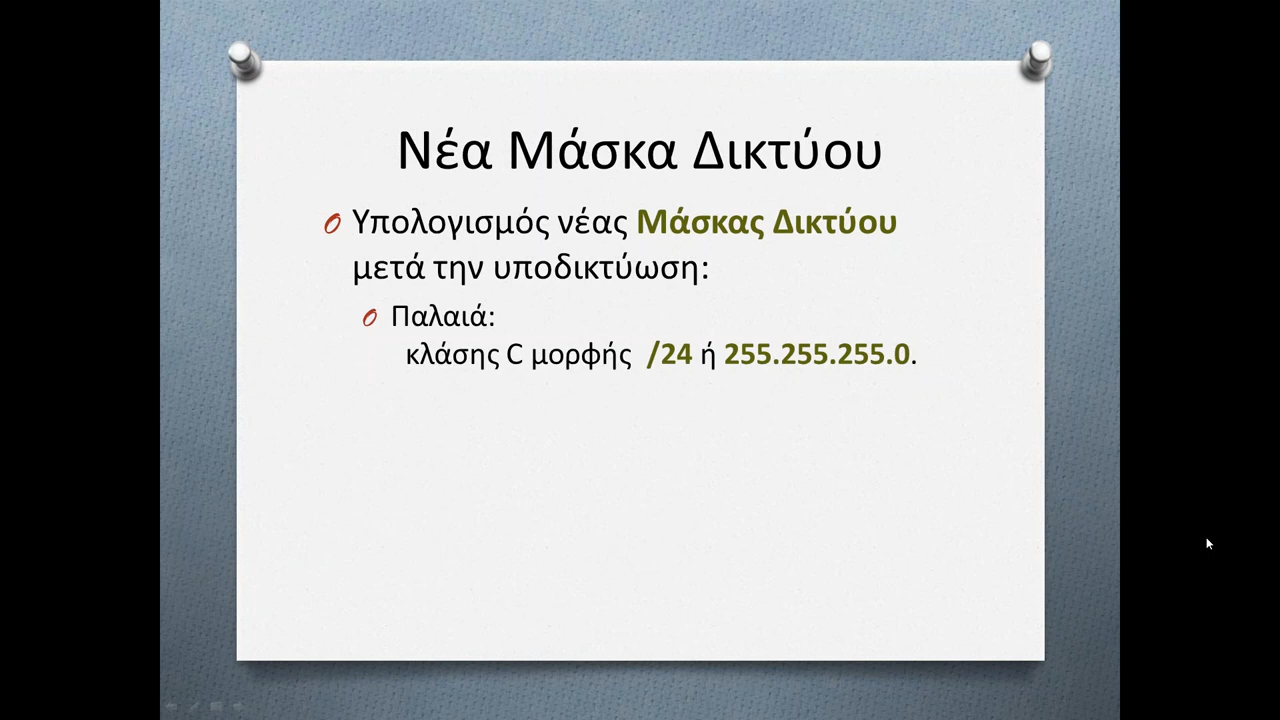 Νέα Μάσκα Δικτύου
Υπολογισμός νέας Μάσκας Δικτύου
μετά την υποδικτύωση:
Παλαιά:
κλάσης C μορφής /24 ή 255.255.255.0.